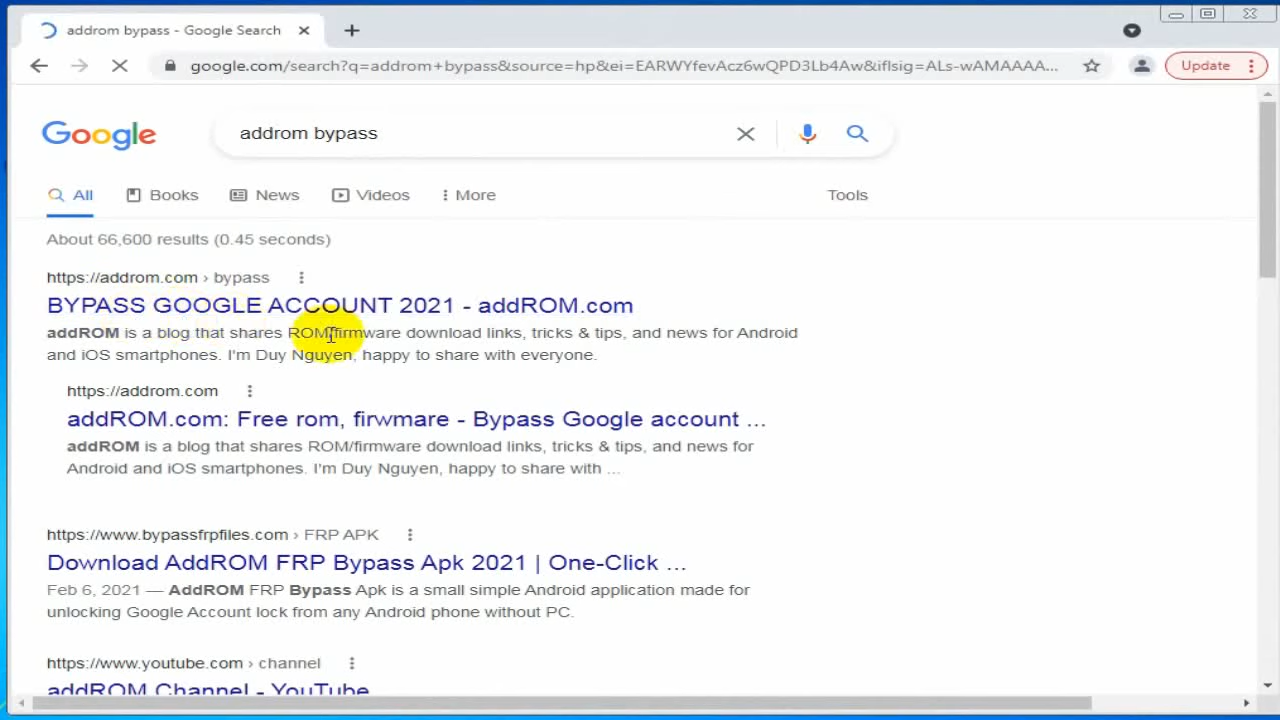 addrom bypass - Google Search
google.com/search?q=addrom+bypass&source=hp&ei=EARWYfevAcz6wQPD3Lb4Aw&iflsig=ALs-wAMAAAA...
Update
Google
addrom bypass
All
Books
News
Videos
More
Tools
About 66,600 results (0.45 seconds)
https://addrom.com › bypass
BYPASS GOOGLE ACCOUNT 2021 - addROM.com
addROM is a blog that shares ROM/firmware download links, tricks & tips, and news for Android
and iOS smartphones. I'm Duy Nguyen, happy to share with everyone.
https://addrom.com
addROM.com: Free rom, firwmare - Bypass Google account ...
addROM is a blog that shares ROM/firmware download links, tricks & tips, and news for
Android and iOS smartphones. I'm Duy Nguyen, happy to share with ...
https://www.bypassfrpfiles.com › FRP APK
Download AddROM FRP Bypass Apk 2021 | One-Click ...
Feb 6, 2021 — AddROM FRP Bypass Apk is a small simple Android application made for
unlocking Google Account lock from any Android phone without PC.
https://www.youtube.com › channel
addROM Channel - YouTube